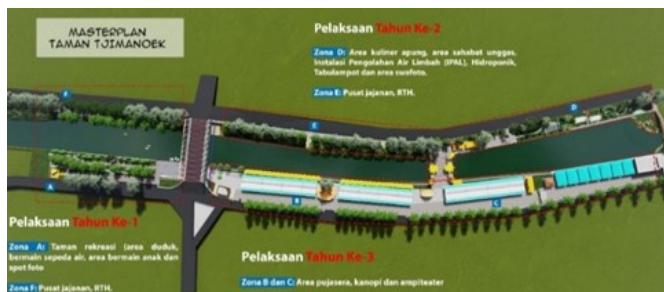 MASTERPLAN
TAMAN TJIMANOEK
Pelaksaan Tahun Ke-2
Zona D: Area kuliner apung, area sahabat unggas,
Instalasi Pengolahan Air Limbah (IPAL), Hidroponik,
Tabulampot dan area swafoto.
Zona E: Pusat jajanan, RTH.
F
E
D
A
B
C
Pelaksaan Tahun Ke-1
Zona A: Taman rekreasi (area duduk,
bermain sepeda air, area bermain anak dan
spot foto
Zona F: Pusat jajanan, RTH.
Pelaksaan Tahun Ke-3
Zona B dan C: Area pujasera, kanopi dan ampiteater